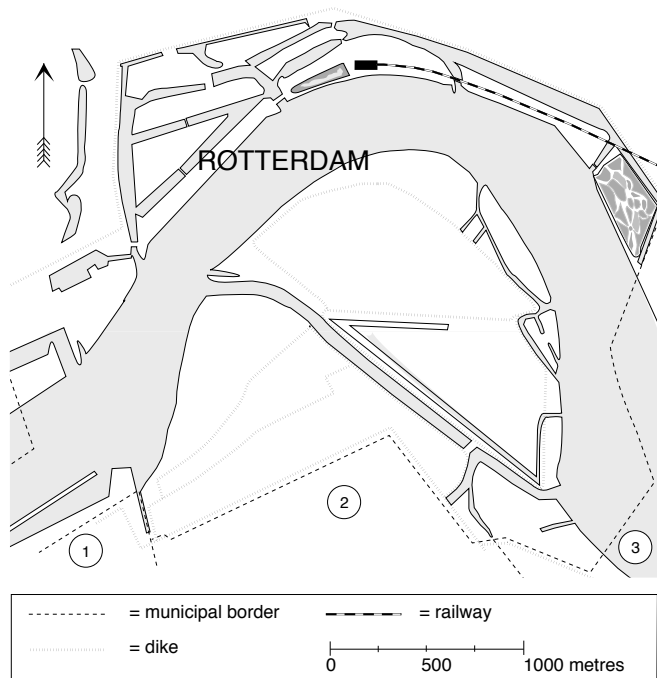 ROTTERDAM
1
2
3
= municipal border
= railway
= dike
0 500 1000 metres